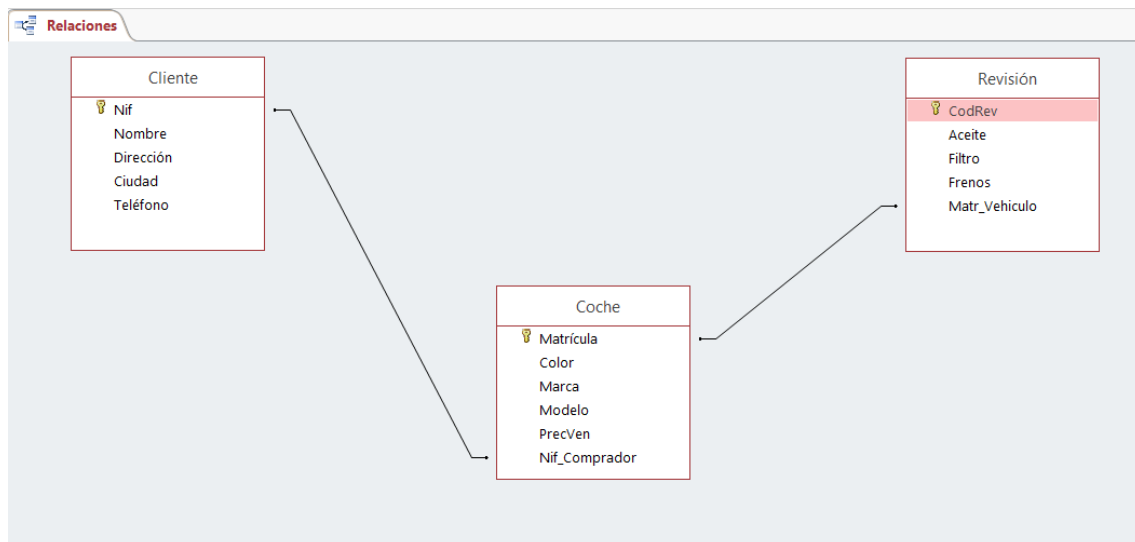 Relaciones
Cliente
Nif
Nombre
Dirección
Ciudad
Teléfono
Revisión
CodRev
Aceite
Filtro
Frenos
Matr_Vehiculo
Coche
Matrícula
Color
Marca
Modelo
PrecVen
Nif_Comprador